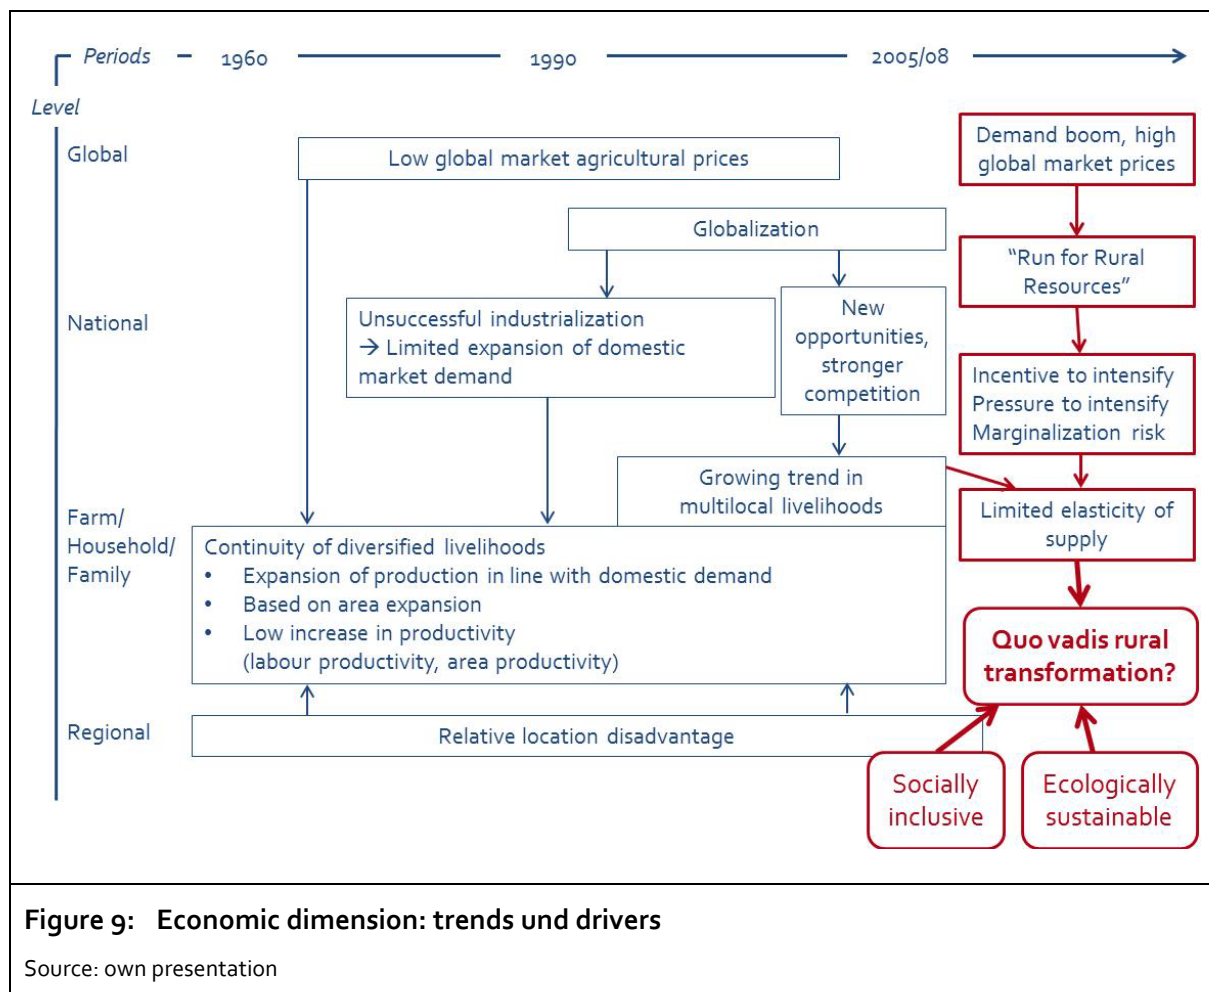 Periods
1960
1990
2005/08
Level
Global
Low global market agricultural prices
Demand boom, high
global market prices
Globalization
“Run for Rural
Resources”
National
Unsuccessful industrialization
→ Limited expansion of domestic
market demand
New
opportunities,
stronger
competition
Incentive to intensify
Pressure to intensify
Marginalization risk
Growing trend in
multilocal livelihoods
Limited elasticity of
supply
Farm/
Household/
Family
Continuity of diversified livelihoods
• Expansion of production in line with domestic demand
• Based on area expansion
• Low increase in productivity
(labour productivity, area productivity)
Quo vadis rural
transformation?
Regional
Relative location disadvantage
Socially
inclusive
Ecologically
sustainable
Figure 9: Economic dimension: trends und drivers
Source: own presentation